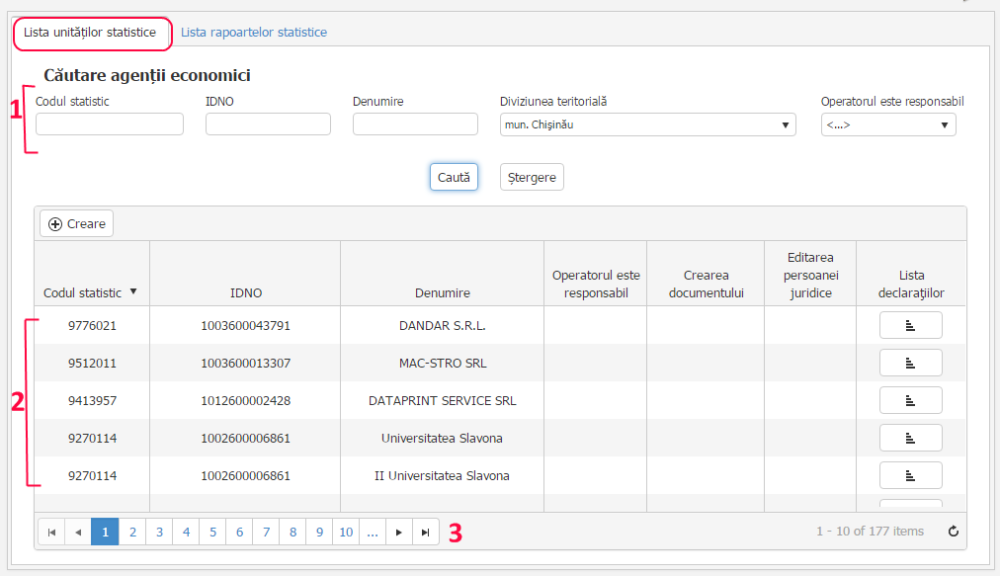 Lista unităților statistice Lista rapoartelor statistice
Căutare agenții economici
1
Codul statistic IDNO Denumire Diviziunea teritorială Operatorul este responsabil
mun. Chișinău <...>
Caută Ștergere
Creare
Codul statistic IDNO Denumire Operatorul este responsabil Crearea documentului Editarea persoanei juridice Lista declarațiilor
9776021 1003600043791 DANDAR S.R.L.
9512011 1003600013307 MAC-STRO SRL
2
9413957 1012600002428 DATAPRINT SERVICE SRL
9270114 1002600006861 Universitatea Slavona
9270114 1002600006861 II Universitatea Slavona
1 2 3 4 5 6 7 8 9 10 ... 3 1 - 10 of 177 items